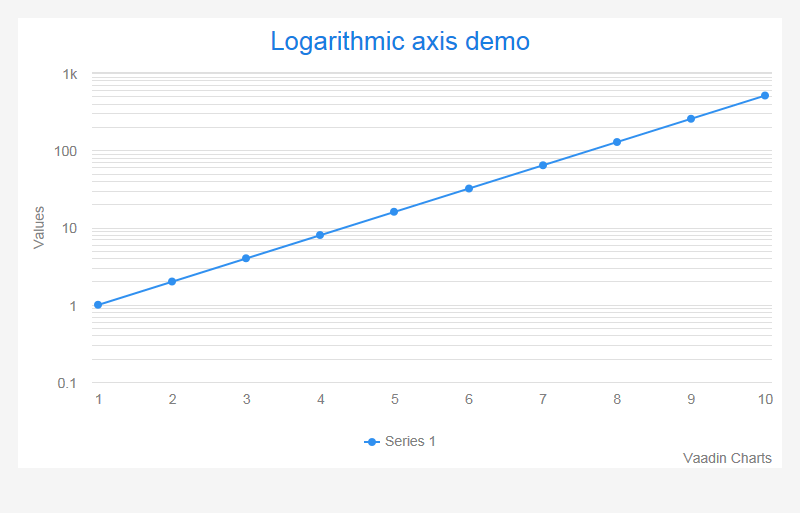 Logarithmic axis demo
1k
100
10
1
0.1
Values
1 2 3 4 5 6 7 8 9 10
Series 1
Vaadin Charts